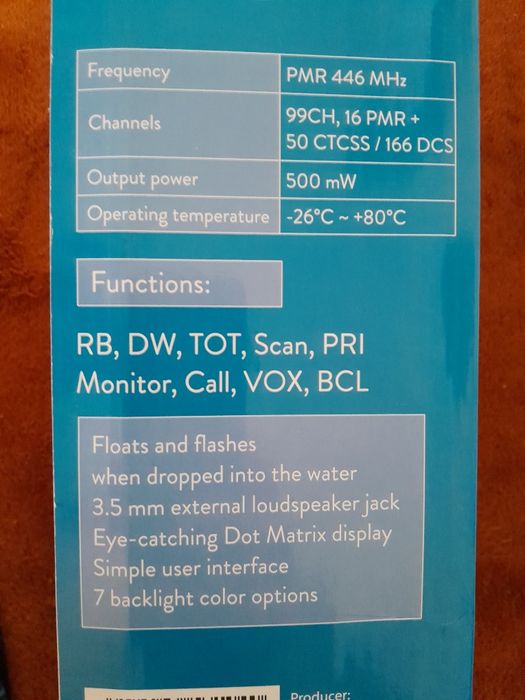 Frequency PMR 446 MHz
Channels 99CH, 16 PMR +
50 CTCSS / 166 DCS
Output power 500 mW
Operating temperature -26°C ~ +80°C
Functions:
RB, DW, TOT, Scan, PRI
Monitor, Call, VOX, BCL
Floats and flashes
when dropped into the water
3.5 mm external loudspeaker jack
Eye-catching Dot Matrix display
Simple user interface
7 backlight color options
Producer: